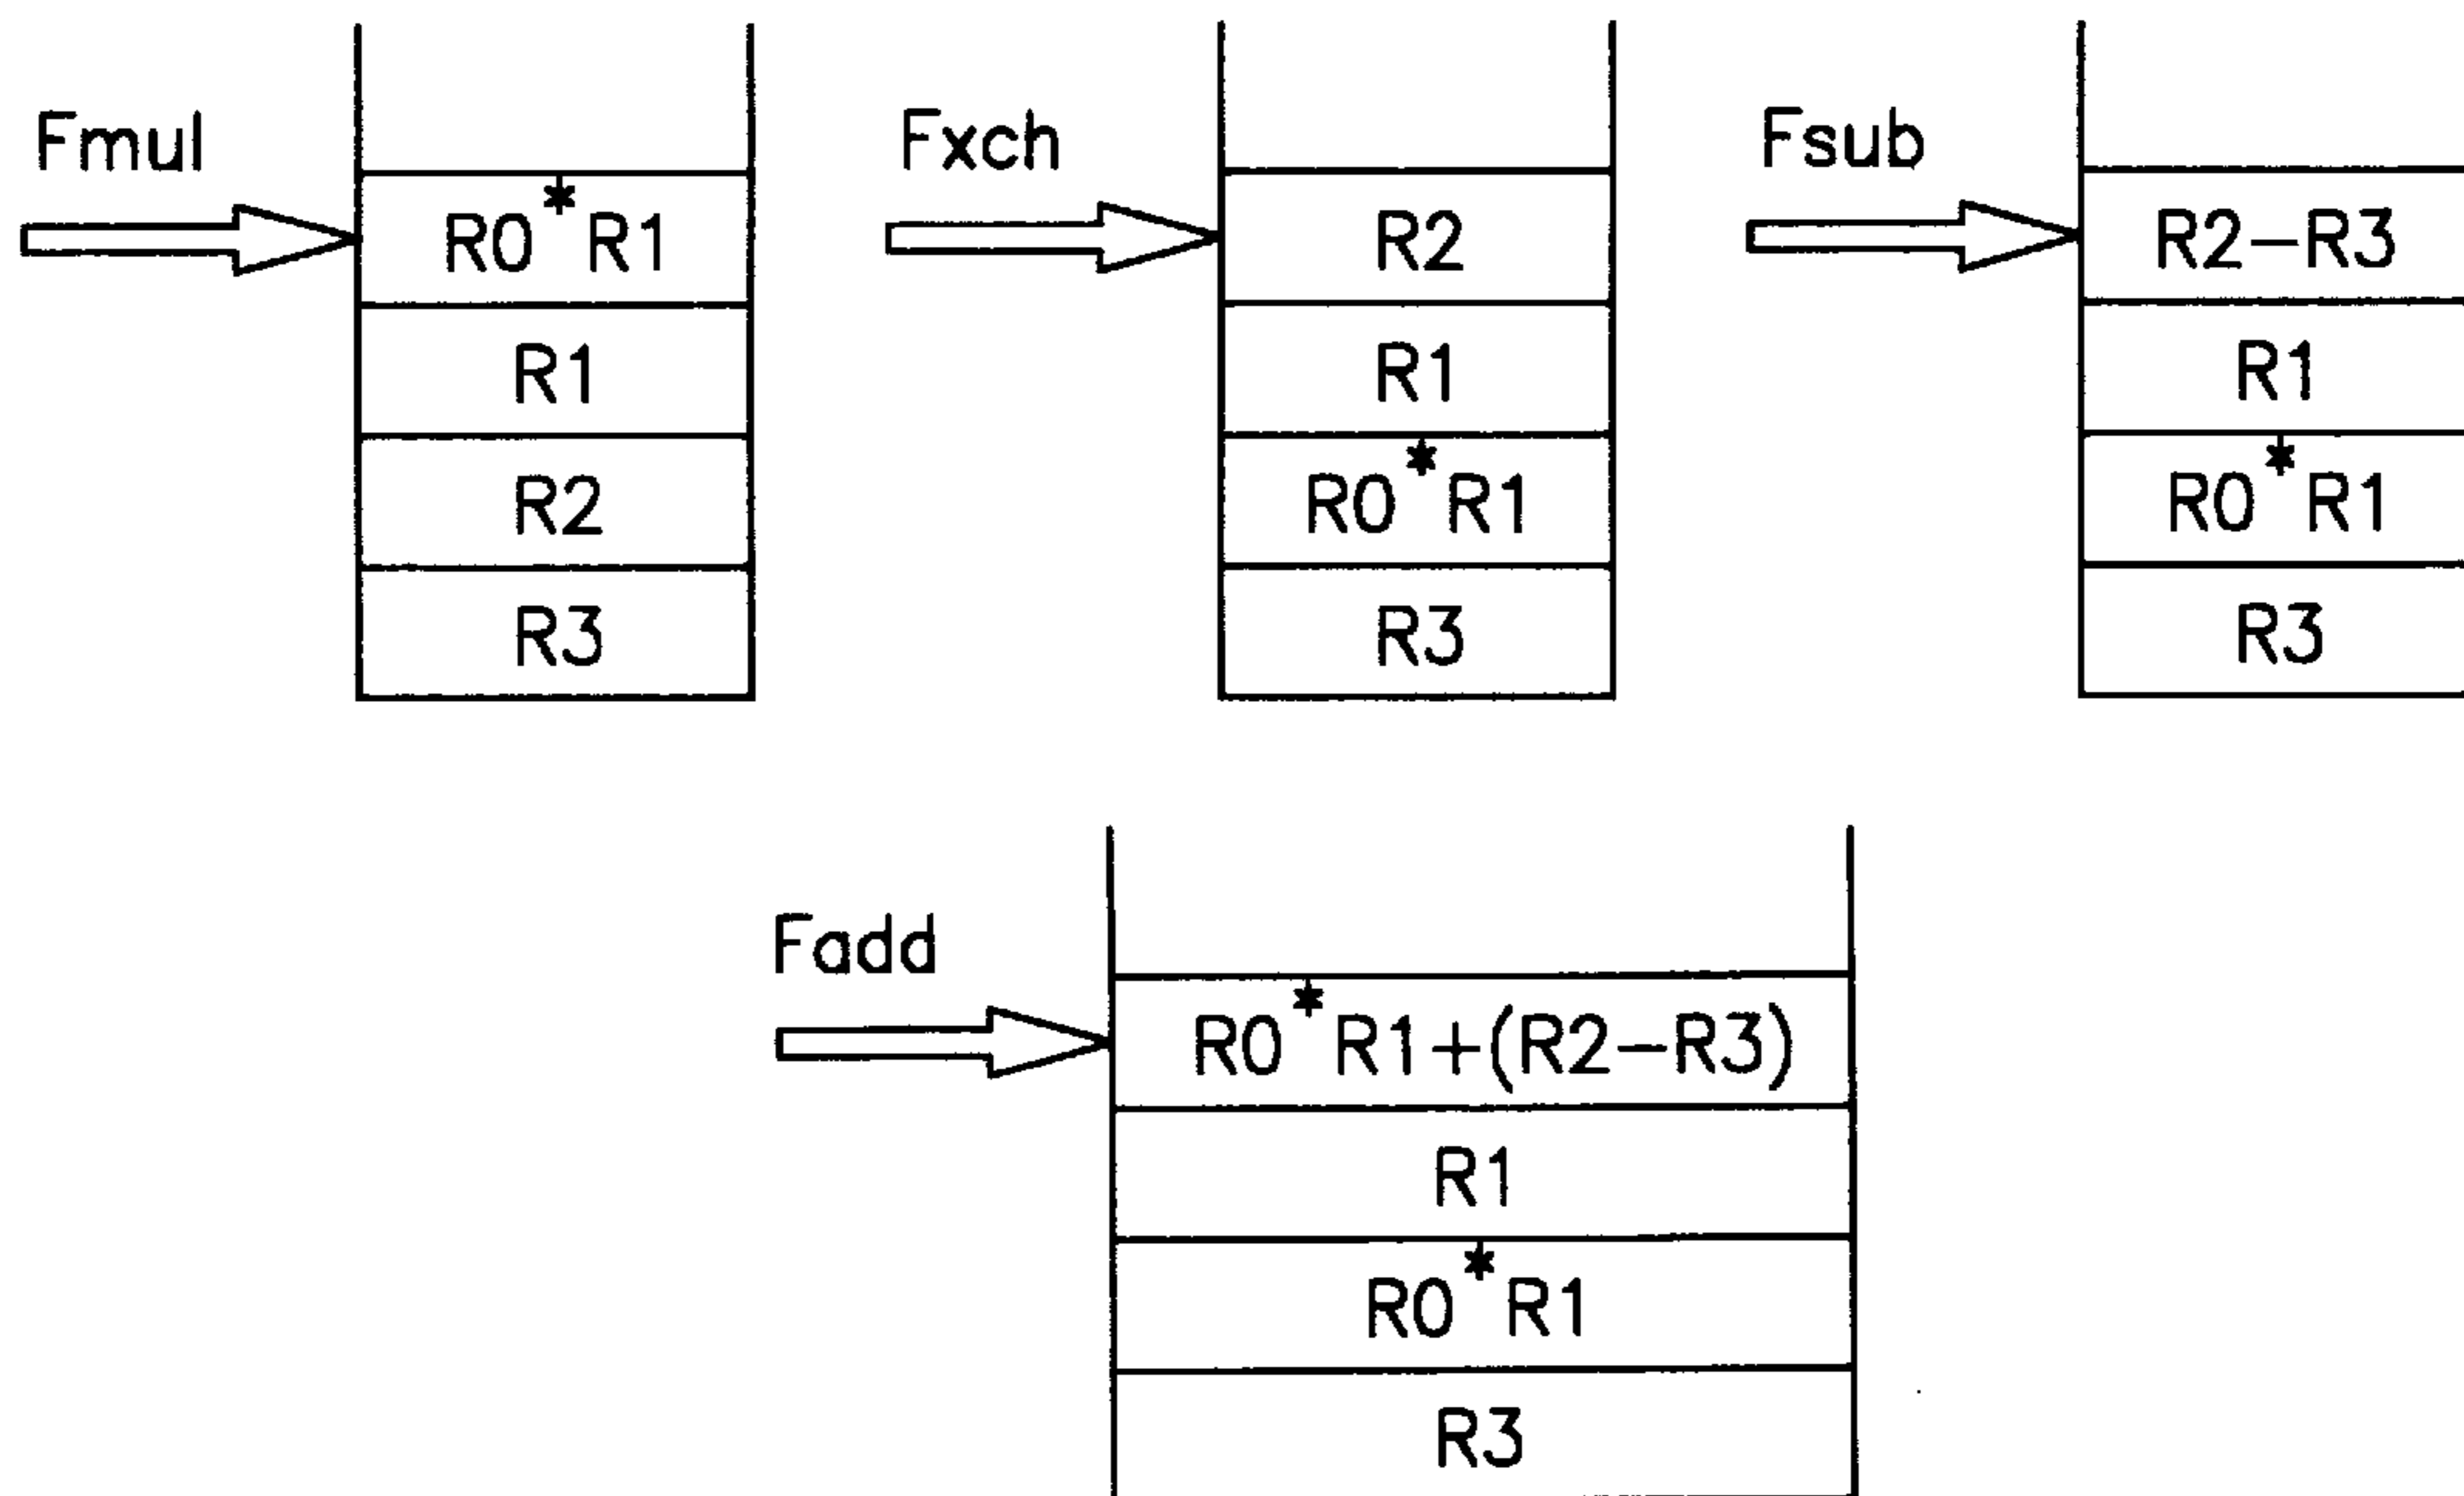 Fmul
R0*R1
R1
R2
R3
Fxch
R2
R1
R0*R1
R3
Fsub
R2-R3
R1
R0*R1
R3
Fadd
R0*R1+(R2-R3)
R1
R0*R1
R3